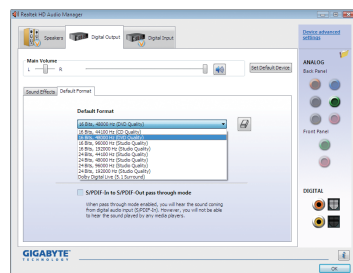 Realtek HD Audio Manager
Speakers
Digital Output
Digital Input
Device advanced settings
Main Volume
L
R
Set Default Device
ANALOG
Back Panel
Sound Effects
Default Format
Default Format
16 Bits, 48000 Hz (DVD Quality)
16 Bits, 44100 Hz (CD Quality)
16 Bits, 48000 Hz (DVD Quality)
16 Bits, 96000 Hz (Studio Quality)
16 Bits, 192000 Hz (Studio Quality)
24 Bits, 44100 Hz (Studio Quality)
24 Bits, 48000 Hz (Studio Quality)
24 Bits, 96000 Hz (Studio Quality)
24 Bits, 192000 Hz (Studio Quality)
Dolby Digital Live (5.1 Surround)
Front Panel
S/PDIF-In to S/PDIF-Out pass through mode
When pass through mode enabled, you will hear the sound coming
from digital audio input (S/PDIF-In). However, you will not be able
to hear the sound played by any media players.
DIGITAL
GIGABYTE
TECHNOLOGY
OK